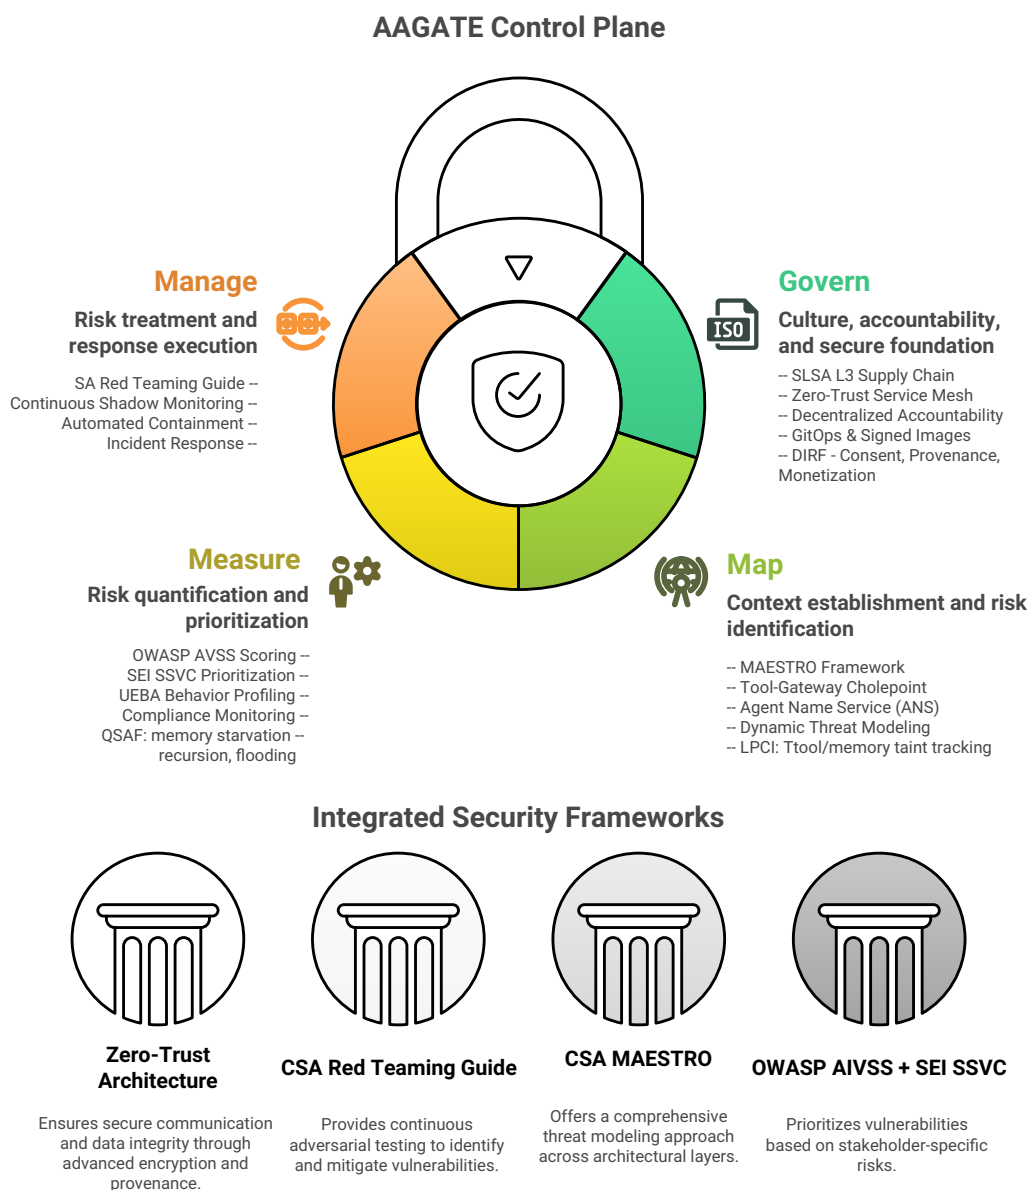 AAGATE Control Plane
Manage
Risk treatment and
response execution
SA Red Teaming Guide --
Continuous Shadow Monitoring --
Automated Containment --
Incident Response --
ISO
Govern
Culture, accountability,
and secure foundation
-- SLSA L3 Supply Chain
-- Zero-Trust Service Mesh
-- Decentralized Accountability
-- GitOps & Signed Images
-- DIRF - Consent, Provenance,
Monetization
Measure
Risk quantification and
prioritization
OWASP AVSS Scoring --
SEI SSVC Prioritization --
UEBA Behavior Profiling --
Compliance Monitoring --
QSAF: memory starvation --
recursion, flooding
Map
Context establishment and risk
identification
-- MAESTRO Framework
-- Tool-Gateway Cholepoint
-- Agent Name Service (ANS)
-- Dynamic Threat Modeling
-- LPCI: Ttool/memory taint tracking
Integrated Security Frameworks
Zero-Trust
Architecture
Ensures secure communication
and data integrity through
advanced encryption and
provenance.
CSA Red Teaming Guide
Provides continuous
adversarial testing to identify
and mitigate vulnerabilities.
CSA MAESTRO
Offers a comprehensive
threat modeling approach
across architectural layers.
OWASP AIVSS + SEI SSVC
Prioritizes vulnerabilities
based on stakeholder-specific
risks.